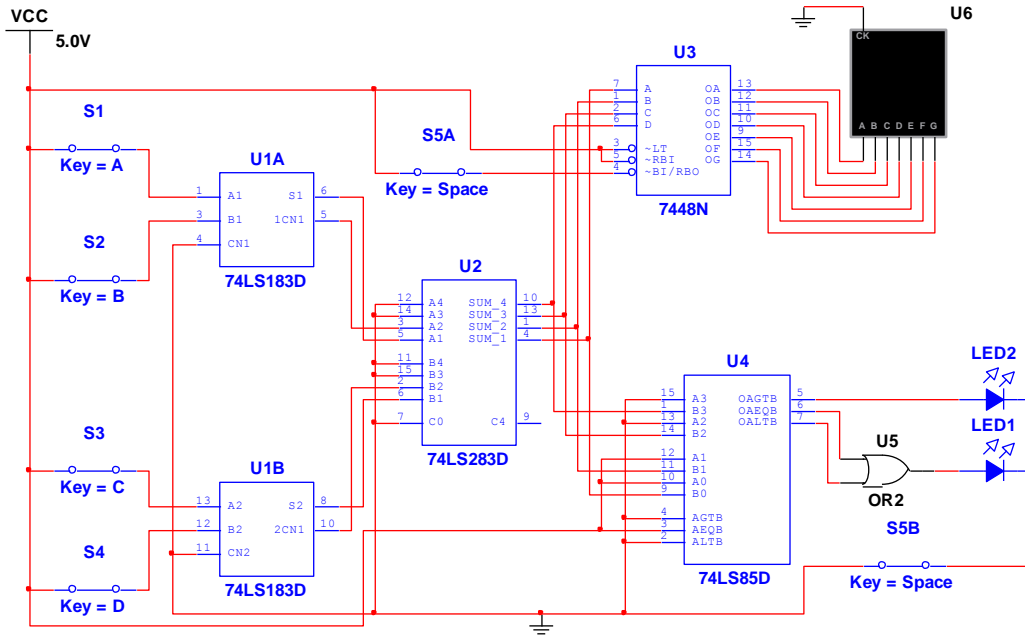 VCC
5.0V
S1
Key = A
S2
Key = B
S3
Key = C
S4
Key = D
U1A
1 A1 S1 6
3 B1 1CN1 5
4 CN1
74LS183D
U1B
13 A2 S2 8
12 B2 2CN1 10
11 CN2
74LS183D
S5A
Key = Space
U2
12 A4 SUM_4 10
14 A3 SUM_3 13
3 A2 SUM_2 1
5 A1 SUM_1 4
11 B4
15 B3
2 B2
6 B1
7 C0 C4 9
74LS283D
U3
7 A OA 13
1 B OB 12
2 C OC 11
6 D OD 10
OE 9
3 ~LT OF 15
5 ~RBI OG 14
4 ~BI/RBO
7448N
U6
CK
A B C D E F G
U4
15 A3 OAGTB 5
1 B3 OAEQB 6
13 A2 OALTB 7
14 B2
12 A1
11 B1
10 A0
9 B0
4 AGTB
3 AEQB
2 ALTB
74LS85D
U5
OR2
LED2
LED1
S5B
Key = Space